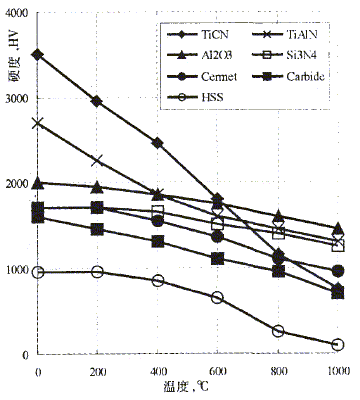 硬度,HV
4000
3000
2000
1000
0
TiCN
TiAlN
Al2O3
Si3N4
Cermet
Carbide
HSS
0 200 400 600 800 1000
温度,℃